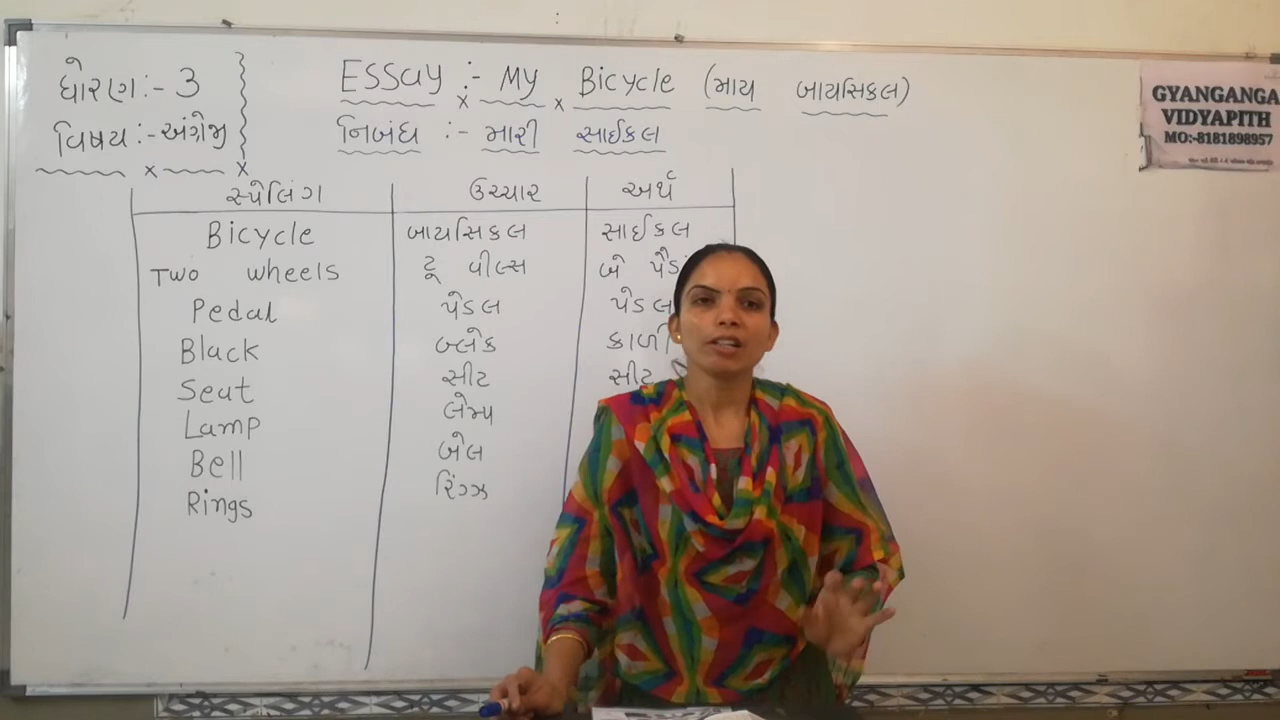 ધોરણ:- 3
ESSAY :- My Bicycle (માય બાયસિકલ)
વિષય:- અંગ્રેજી
નિબંધ :- મારી સાઈકલ
સ્પેલિંગ ઉચ્ચાર અર્થ
Bicycle બાયસિકલ સાઈકલ
Two wheels ટૂ વીલ્સ બે
Pedal પેડલ પેડલ
Black બ્લેક કાળી
Seat સીટ સીટ
Lamp લેમ્પ
Bell બેલ
Rings રિંગ્ઝ
GYANGANGA
VIDYAPITH
MO:-8181898957